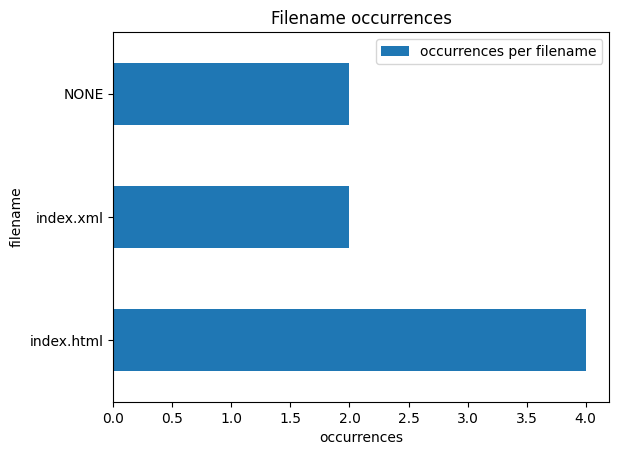 Filename occurrences
occurrences per filename
NONE
index.xml
index.html
filename
0.0 0.5 1.0 1.5 2.0 2.5 3.0 3.5 4.0
occurrences